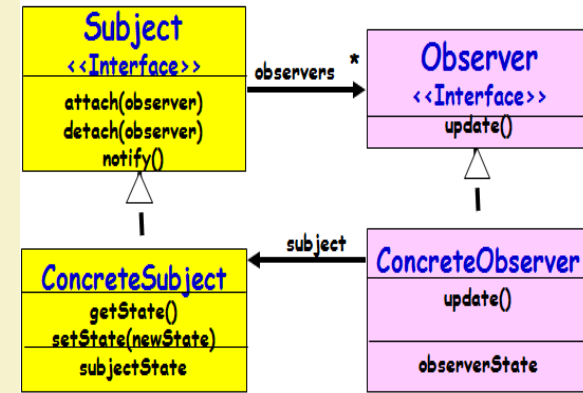 Subject
<<Interface>>
attach(observer)
detach(observer)
notify()
observers
*
Observer
<<Interface>>
update()
ConcreteSubject
getState()
setState(newState)
subjectState
subject
ConcreteObserver
update()
observerState